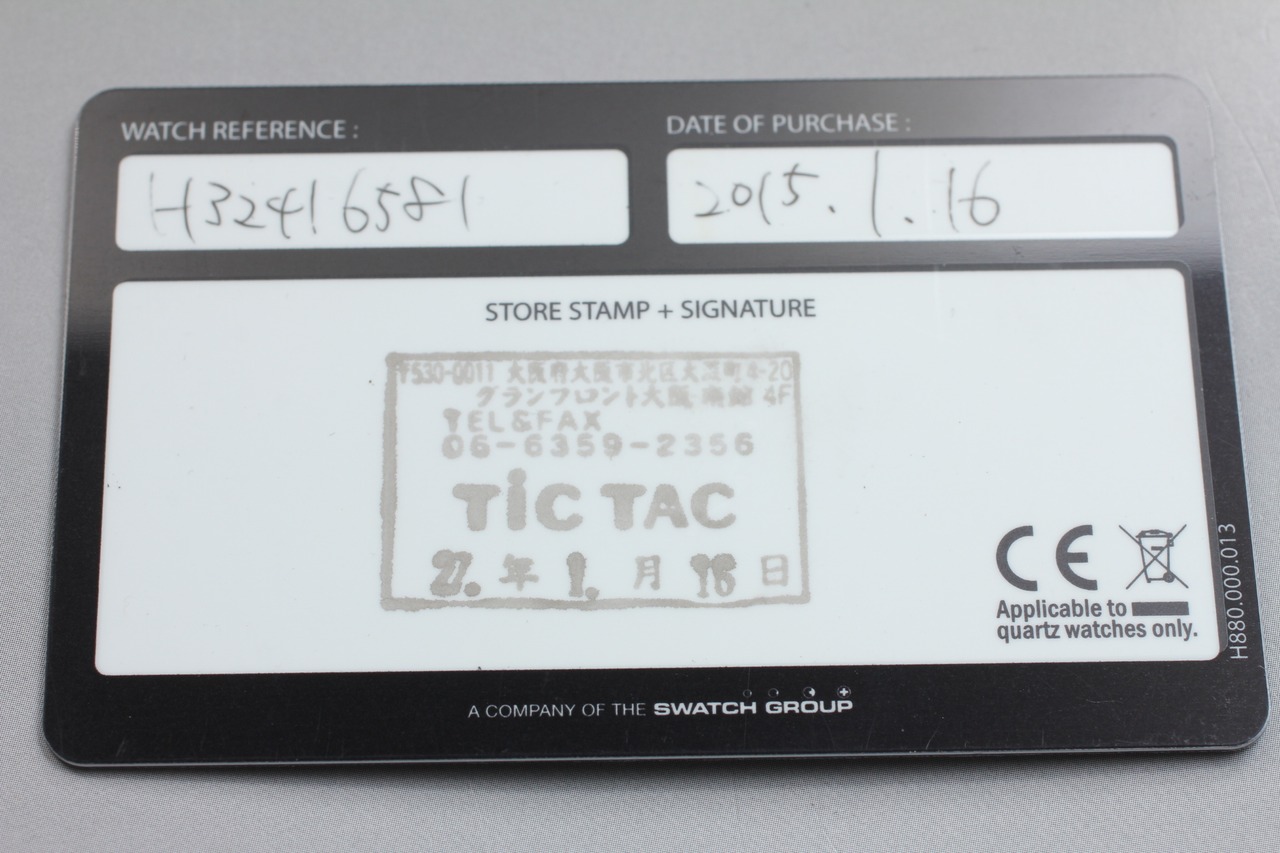 WATCH REFERENCE :
H32416581
DATE OF PURCHASE :
2015.1.16
STORE STAMP + SIGNATURE
〒530-0011 大阪府大阪市北区大深町4-20
グランフロント大阪 南館 4F
TEL&FAX
06-6359-2356
TiC TAC
27. 年 1. 月 16 日
CE
Applicable to
quartz watches only.
H880.000.013
A COMPANY OF THE SWATCH GROUP